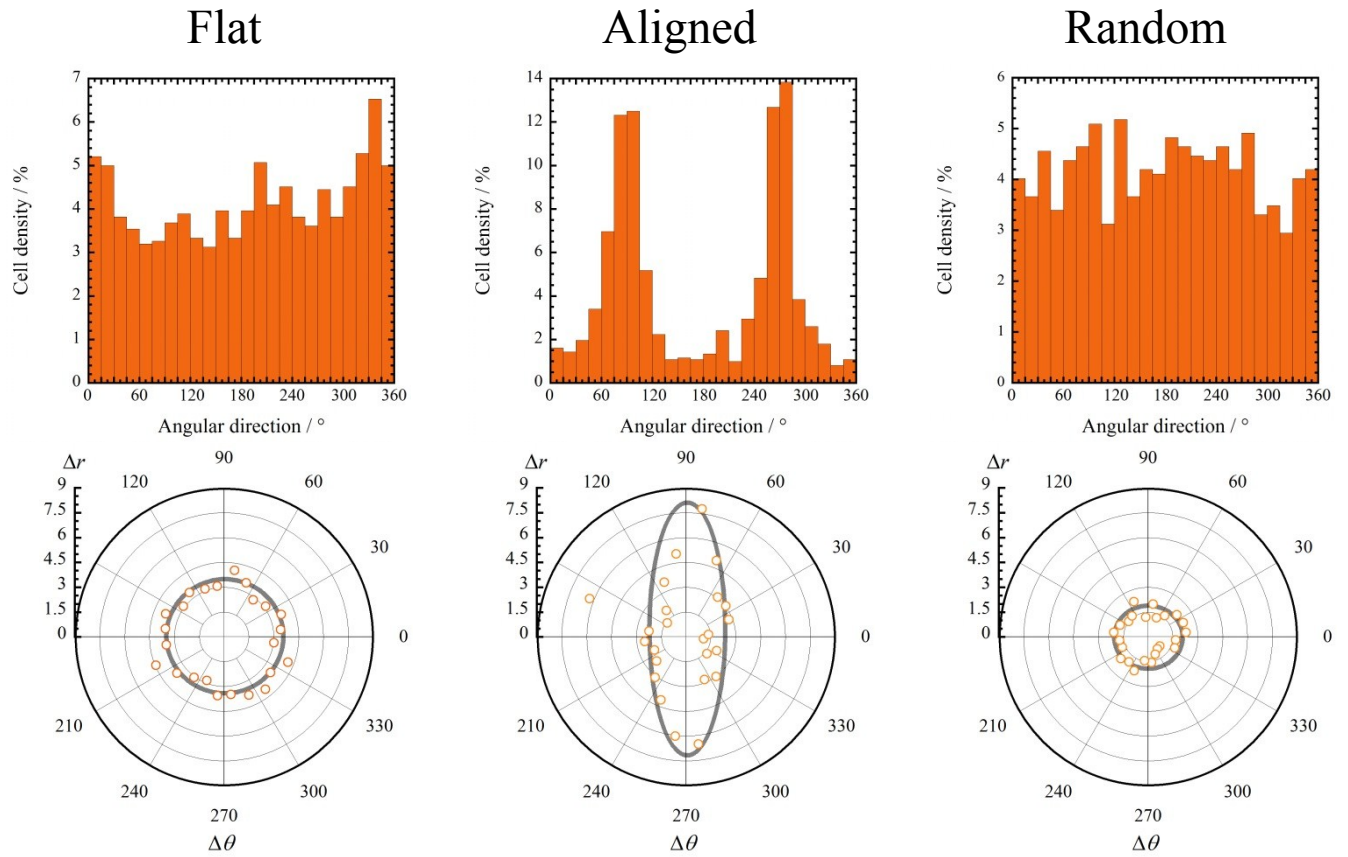 Flat Aligned Random
7 14 6
6 12 5
5 10 4
4 8 3
3 6 2
2 4 1
1 2 0
0 0
Cell density / % Cell density / % Cell density / %
0 60 120 180 240 300 360 0 60 120 180 240 300 360 0 60 120 180 240 300 360
Angular direction / ° Angular direction / ° Angular direction / °
Δr 90 Δr 90 Δr 90
9 120 60 9 120 60 9 120 60
7.5 7.5 7.5
6 30 6 30 6 30
4.5 4.5 4.5
3 3 3
1.5 1.5 1.5
0 0 0 0 0 0
210 330 210 330 210 330
240 300 240 300 240 300
270 270 270
Δθ Δθ Δθ